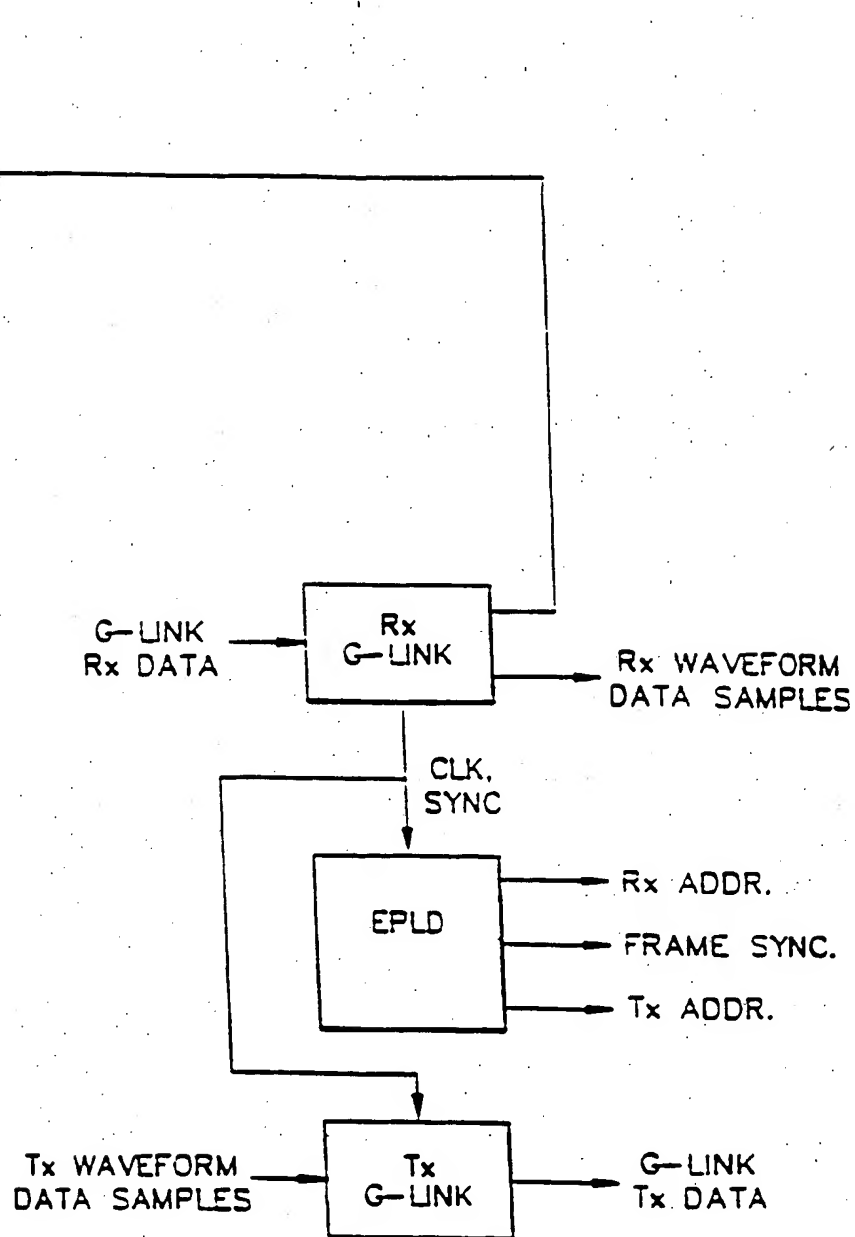 G-LINK
Rx DATA
Rx
G-LINK
Rx WAVEFORM
DATA SAMPLES
CLK,
SYNC
EPLD
Rx ADDR.
FRAME SYNC.
Tx ADDR.
Tx WAVEFORM
DATA SAMPLES
Tx
G-LINK
G-LINK
Tx DATA